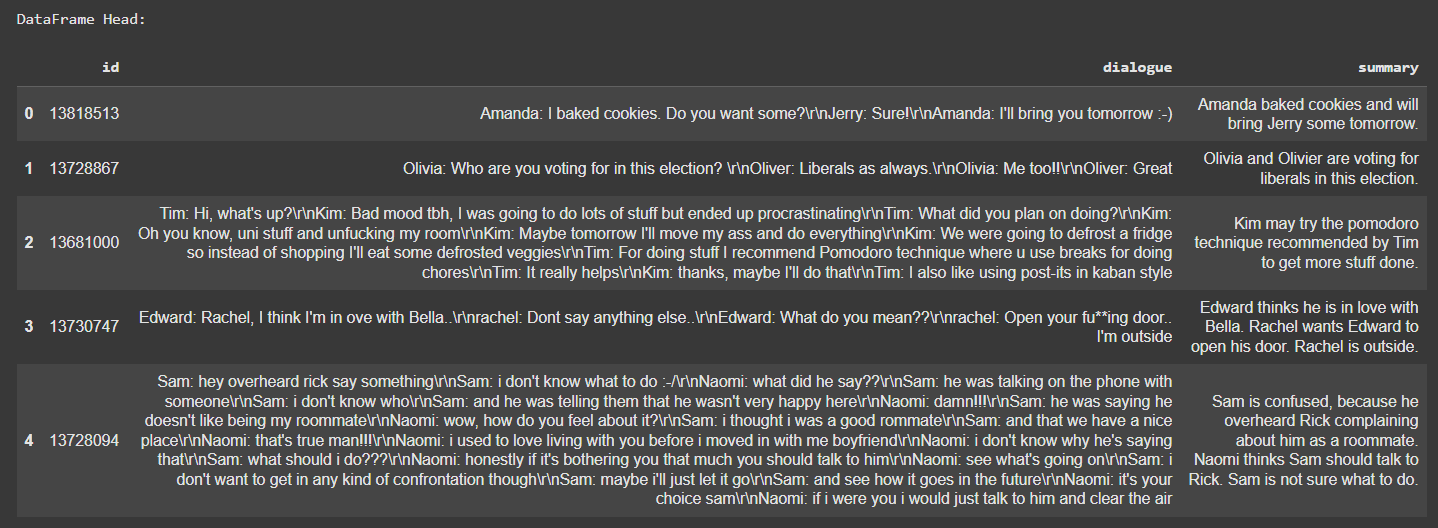 DataFrame Head:
id dialogue summary
0 13818513 Amanda: I baked cookies. Do you want some?\r\nJerry: Sure!\r\nAmanda: I'll bring you tomorrow :-) Amanda baked cookies and will
bring Jerry some tomorrow.
1 13728867 Olivia: Who are you voting for in this election? \r\nOliver: Liberals as always.\r\nOlivia: Me too!!\r\nOliver: Great Olivia and Olivier are voting for
liberals in this election.
Tim: Hi, what's up?\r\nKim: Bad mood tbh, I was going to do lots of stuff but ended up procrastinating\r\nTim: What did you plan on doing?\r\nKim:
Oh you know, uni stuff and unfucking my room\r\nKim: Maybe tomorrow I'll move my ass and do everything\r\nKim: We were going to defrost a fridge
so instead of shopping I'll eat some defrosted veggies\r\nTim: For doing stuff I recommend Pomodoro technique where u use breaks for doing
chores\r\nTim: It really helps\r\nKim: thanks, maybe I'll do that\r\nTim: I also like using post-its in kaban style
2 13681000
Kim may try the pomodoro
technique recommended by Tim
to get more stuff done.
3 13730747 Edward: Rachel, I think I'm in ove with Bella..\r\nrachel: Dont say anything else..\r\nEdward: What do you mean??\r\nrachel: Open your fu**ing door..
I'm outside
Edward thinks he is in love with
Bella. Rachel wants Edward to
open his door. Rachel is outside.
Sam: hey overheard rick say something\r\nSam: i don't know what to do :-/\r\nNaomi: what did he say??\r\nSam: he was talking on the phone with
someone\r\nSam: i don't know who\r\nSam: and he was telling them that he wasn't very happy here\r\nNaomi: damn!!!\r\nSam: he was saying he
doesn't like being my roommate\r\nNaomi: wow, how do you feel about it?\r\nSam: i thought i was a good rommate\r\nSam: and that we have a nice
place\r\nNaomi: that's true man!!!\r\nNaomi: i used to love living with you before i moved in with me boyfriend\r\nNaomi: i don't know why he's saying
that\r\nSam: what should i do???\r\nNaomi: honestly if it's bothering you that much you should talk to him\r\nNaomi: see what's going on\r\nSam: i
don't want to get in any kind of confrontation though\r\nSam: maybe i'll just let it go\r\nSam: and see how it goes in the future\r\nNaomi: it's your
choice sam\r\nNaomi: if i were you i would just talk to him and clear the air
4 13728094
Sam is confused, because he
overheard Rick complaining
about him as a roommate.
Naomi thinks Sam should talk to
Rick. Sam is not sure what to do.